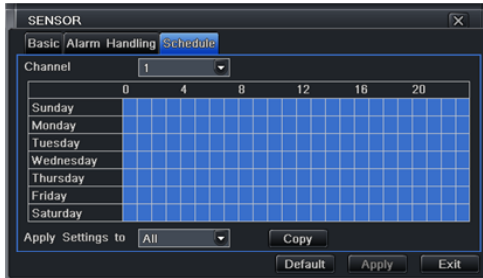 SENSOR
Basic Alarm Handling Schedule
Channel 1
0 4 8 12 16 20
Sunday
Monday
Tuesday
Wednesday
Thursday
Friday
Saturday
Apply Settings to All Copy
Default Apply Exit